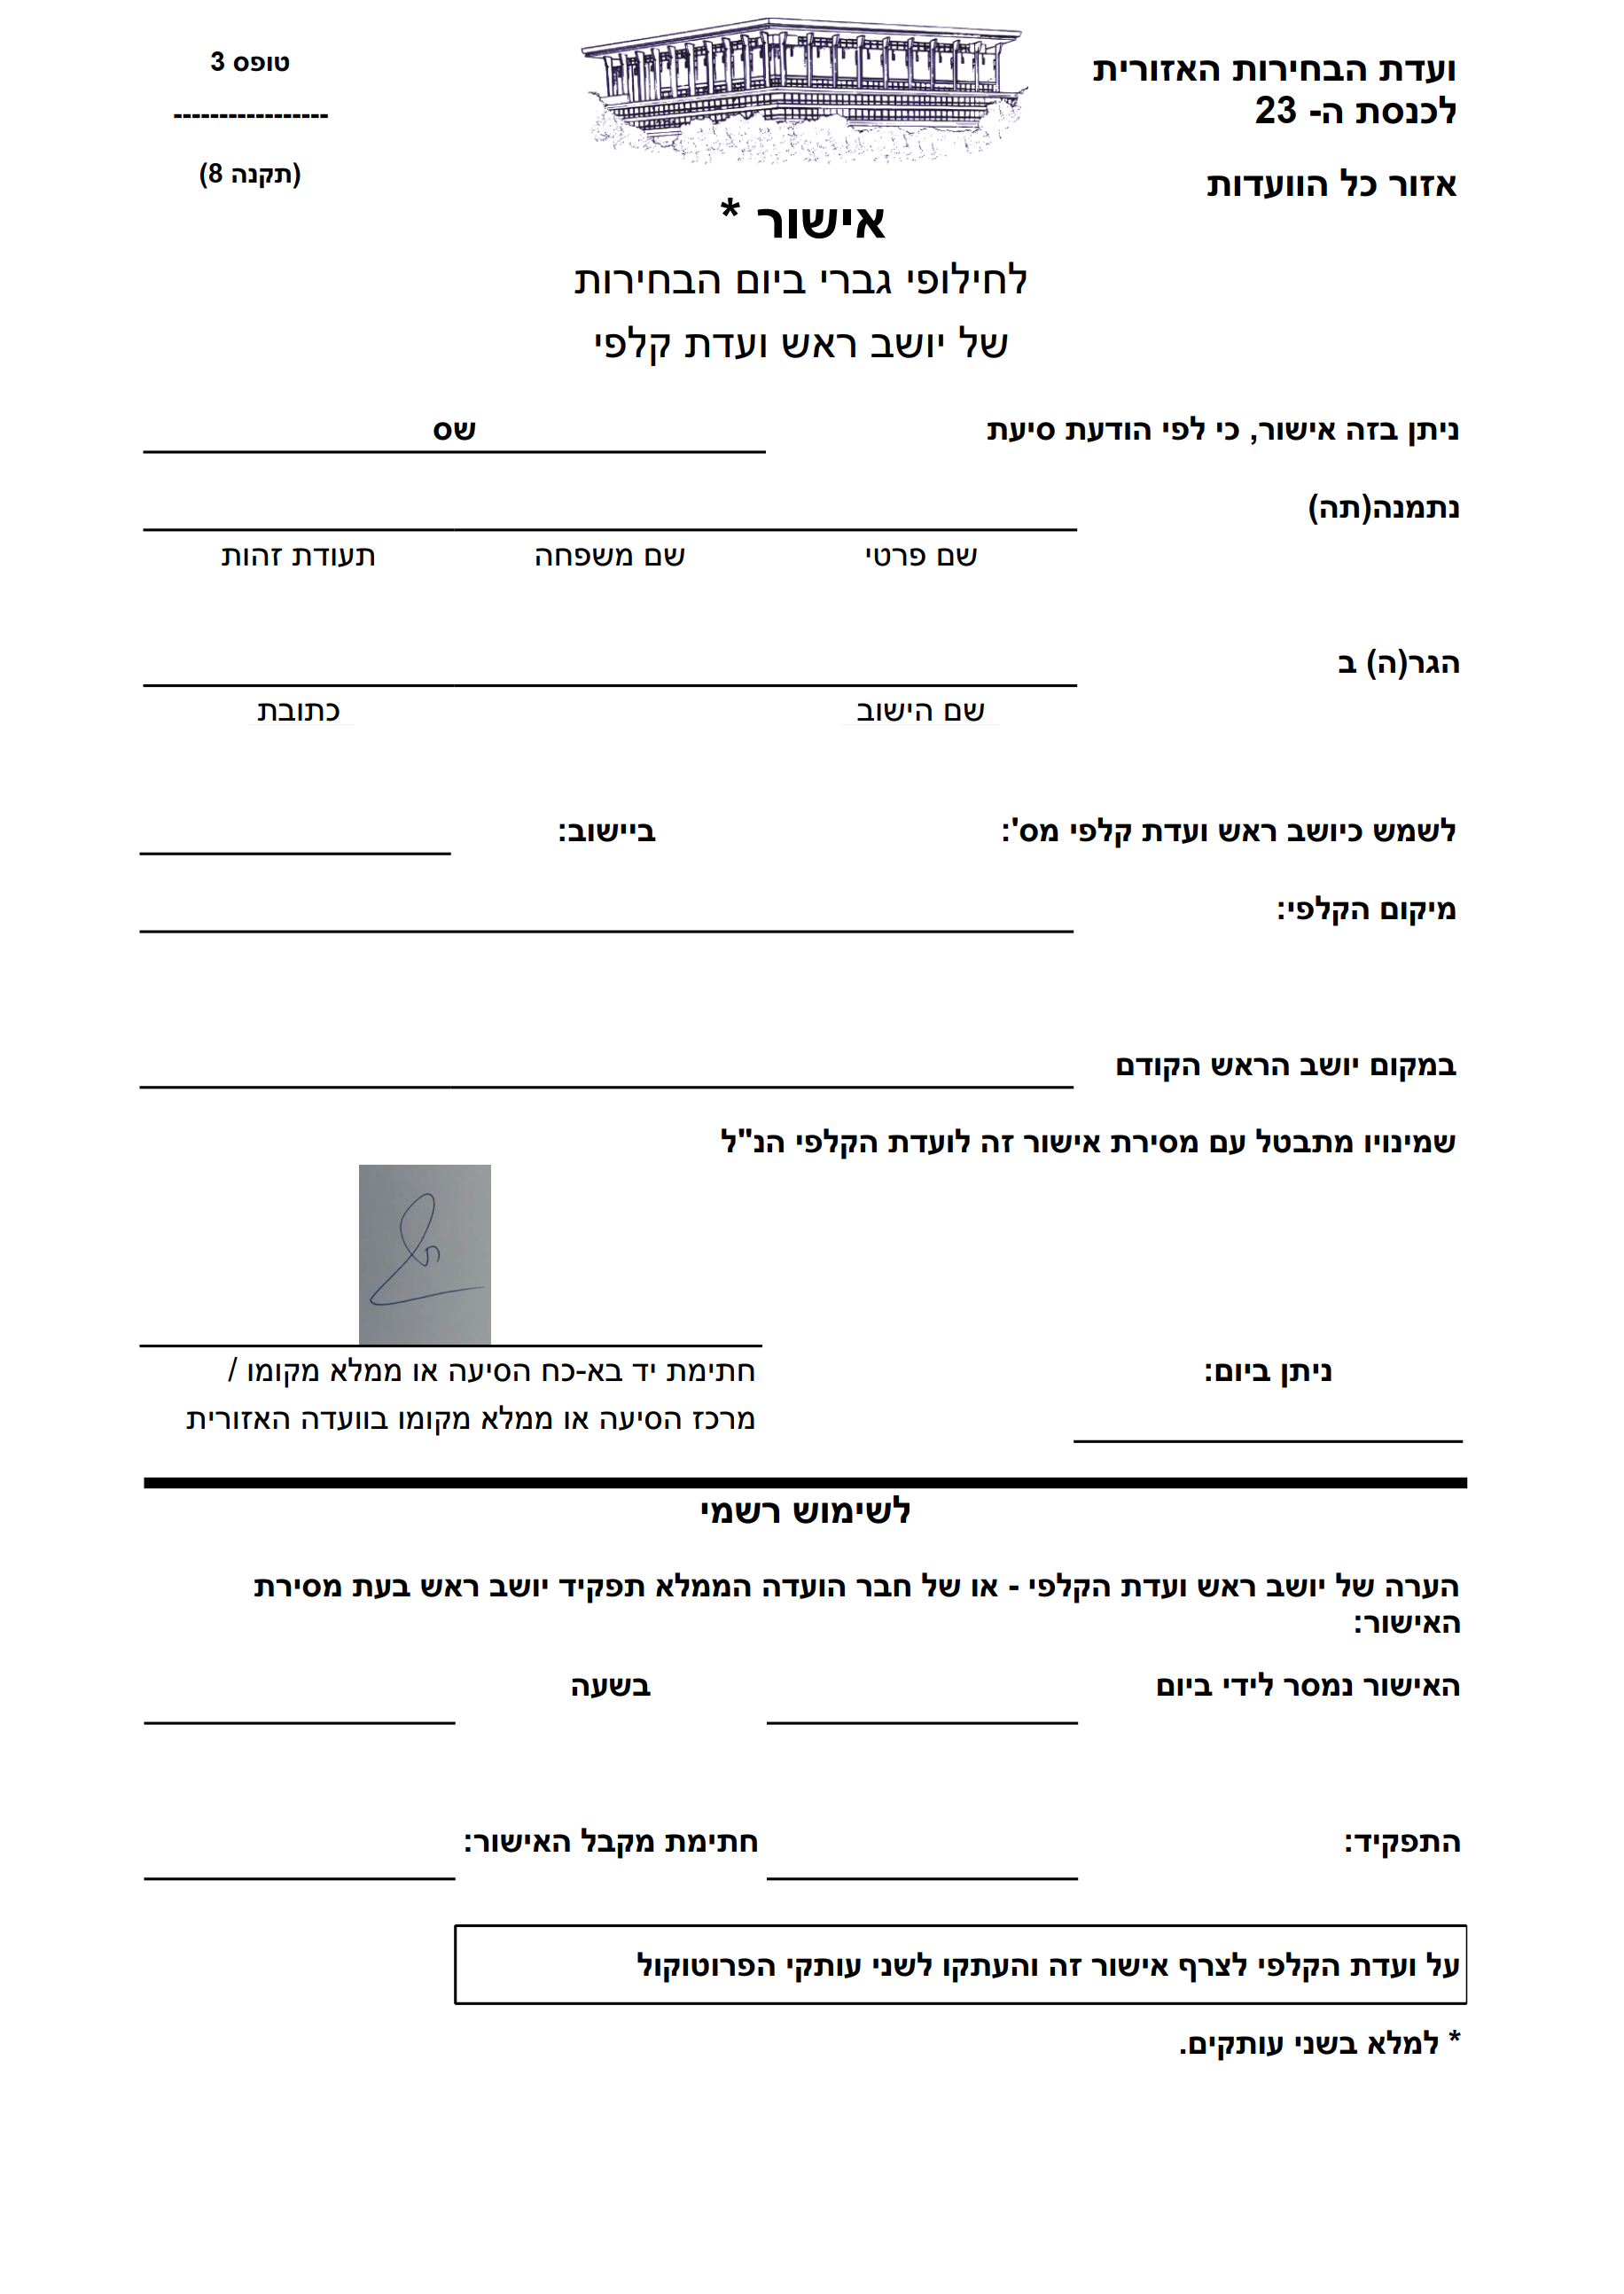 ועדת הבחירות האזורית
לכנסת ה- 23
אזור כל הוועדות
טופס 3
-----------------
(תקנה 8)
אישור *
לחילופי גברי ביום הבחירות
של יושב ראש ועדת קלפי
ניתן בזה אישור, כי לפי הודעת סיעת שס
נתמנה(תה)
שם פרטי שם משפחה תעודת זהות
הגר(ה) ב
שם הישוב כתובת
לשמש כיושב ראש ועדת קלפי מס': ביישוב:
מיקום הקלפי:
במקום יושב הראש הקודם
שמינויו מתבטל עם מסירת אישור זה לועדת הקלפי הנ"ל
ניתן ביום: חתימת יד בא-כח הסיעה או ממלא מקומו /
מרכז הסיעה או ממלא מקומו בוועדה האזורית
לשימוש רשמי
הערה של יושב ראש ועדת הקלפי - או של חבר הועדה הממלא תפקיד יושב ראש בעת מסירת
האישור:
האישור נמסר לידי ביום בשעה
התפקיד: חתימת מקבל האישור:
על ועדת הקלפי לצרף אישור זה והעתקו לשני עותקי הפרוטוקול
* למלא בשני עותקים.